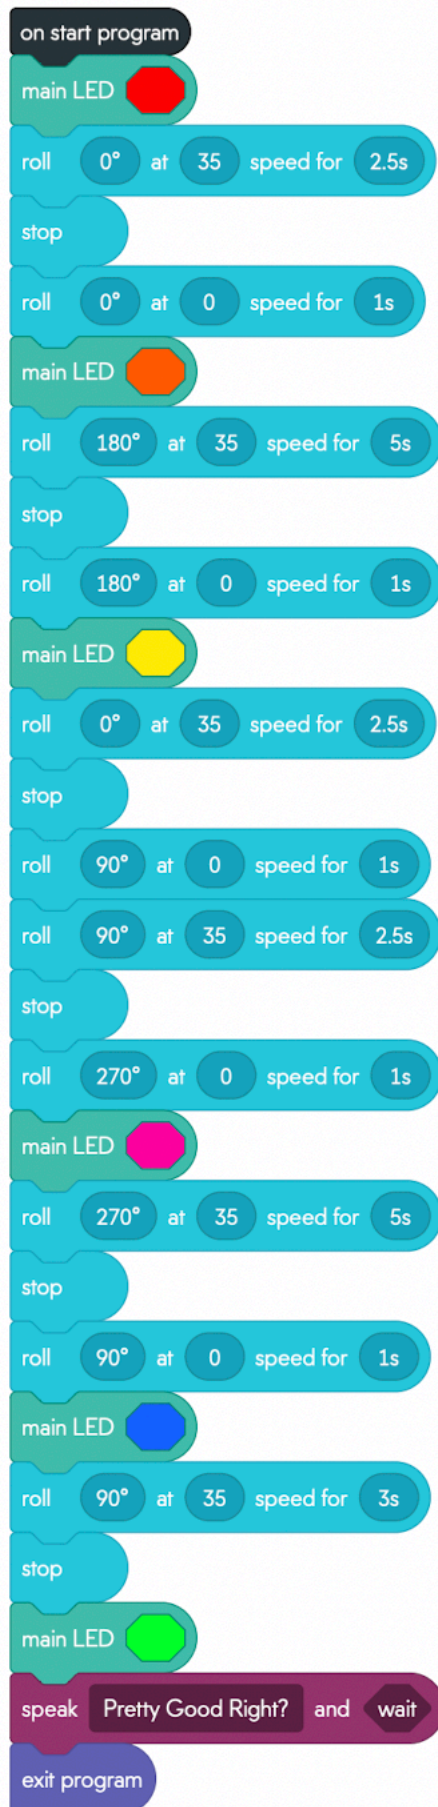 on start program
main LED
roll 0° at 35 speed for 2.5s
stop
roll 0° at 0 speed for 1s
main LED
roll 180° at 35 speed for 5s
stop
roll 180° at 0 speed for 1s
main LED
roll 0° at 35 speed for 2.5s
stop
roll 90° at 0 speed for 1s
roll 90° at 35 speed for 2.5s
stop
roll 270° at 0 speed for 1s
main LED
roll 270° at 35 speed for 5s
stop
roll 90° at 0 speed for 1s
main LED
roll 90° at 35 speed for 3s
stop
main LED
speak Pretty Good Right? and wait
exit program